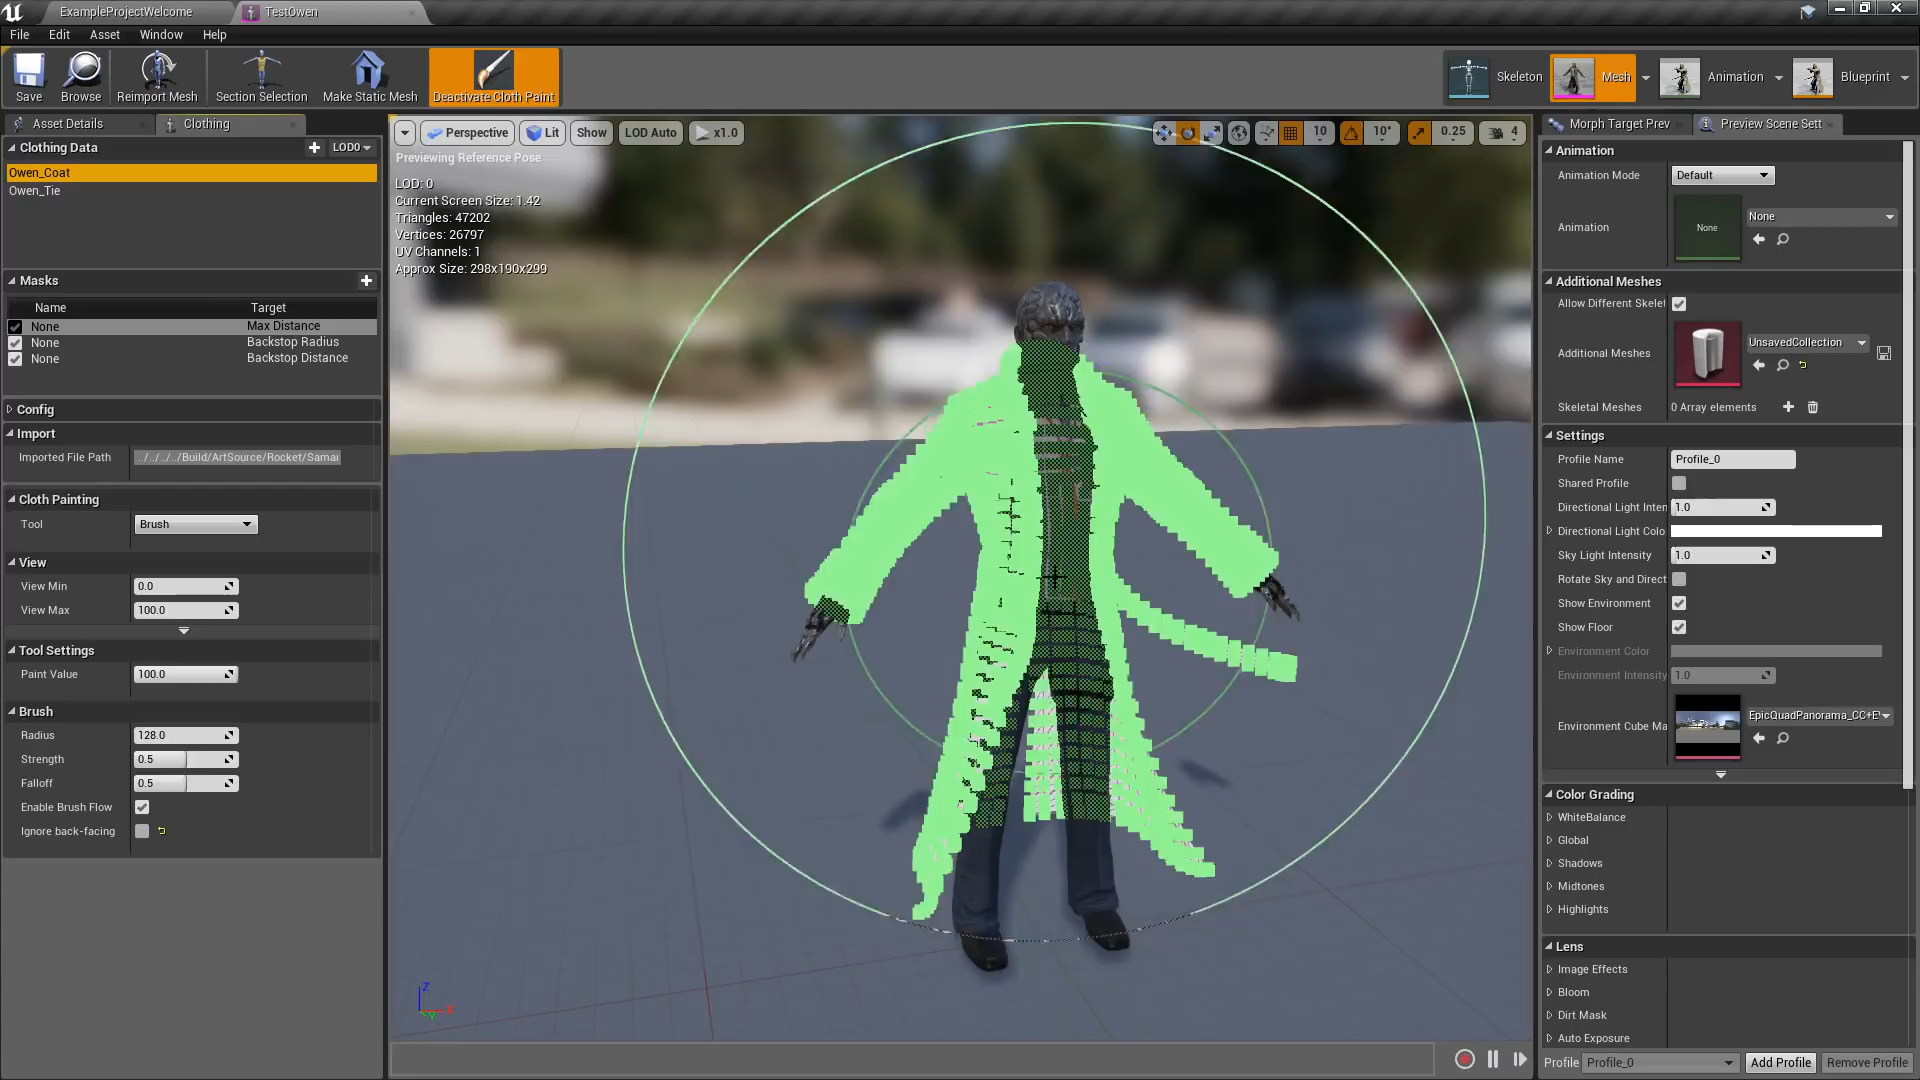 ExampleProjectWelcome
TestOwen
File Edit Asset Window Help
Save
Browse
Reimport Mesh
Section Selection
Make Static Mesh
Deactivate Cloth Paint
Skeleton
Mesh
Animation
Blueprint
Asset Details
Clothing
Clothing Data
LOD0
Owen_Coat
Owen_Tie
Masks
Name Target
None Max Distance
None Backstop Radius
None Backstop Distance
Config
Import
Imported File Path ../../../../Build/ArtSource/Rocket/Samai
Cloth Painting
Tool Brush
View
View Min 0.0
View Max 100.0
Tool Settings
Paint Value 100.0
Brush
Radius 128.0
Strength 0.5
Falloff 0.5
Enable Brush Flow
Ignore back-facing
Perspective Lit Show LOD Auto x1.0
10 10° 0.25 4
Previewing Reference Pose
LOD: 0
Current Screen Size: 1.42
Triangles: 47202
Vertices: 26797
UV Channels: 1
Approx Size: 298x190x299
Z
X
Y
Morph Target Prev
Preview Scene Sett
Animation
Animation Mode Default
Animation None None
Additional Meshes
Allow Different Skelet
Additional Meshes UnsavedCollection
Skeletal Meshes 0 Array elements
Settings
Profile Name Profile_0
Shared Profile
Directional Light Inten 1.0
Directional Light Colo
Sky Light Intensity 1.0
Rotate Sky and Direct
Show Environment
Show Floor
Environment Color
Environment Intensity 1.0
Environment Cube Ma EpicQuadPanorama_CC+E
Color Grading
WhiteBalance
Global
Shadows
Midtones
Highlights
Lens
Image Effects
Bloom
Dirt Mask
Auto Exposure
Profile Profile_0 Add Profile Remove Profile